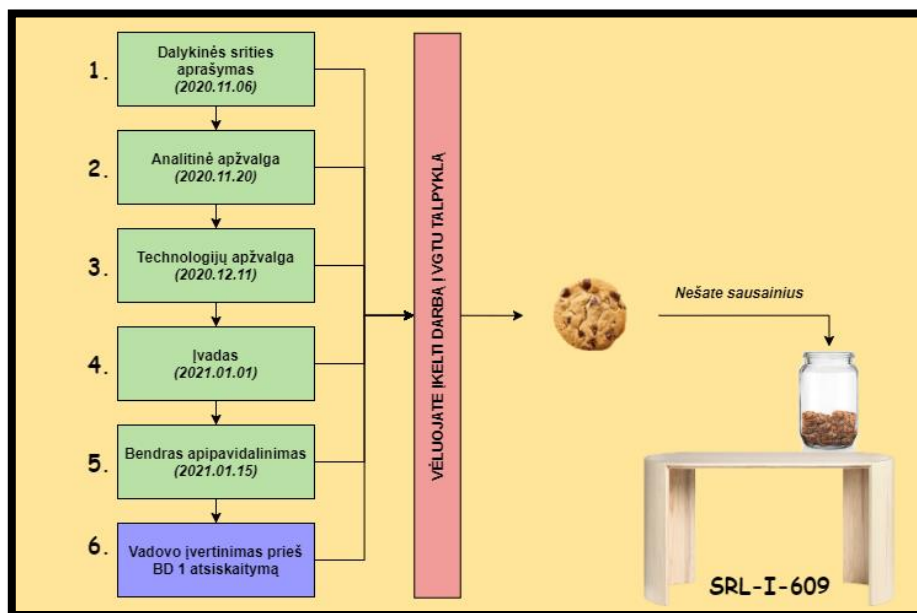 1.
Dalykinės srities
aprašymas
(2020.11.06)
2.
Analitinė apžvalga
(2020.11.20)
3.
Technologijų apžvalga
(2020.12.11)
4.
Įvadas
(2021.01.01)
5.
Bendras apipavidalinimas
(2021.01.15)
6.
Vadovo įvertinimas prieš
BD 1 atsiskaitymą
VĖLUOJATE ĮKELTI DARBĄ Į VGTU TALPYKLĄ
Nešate sausainius
SRL-I-609